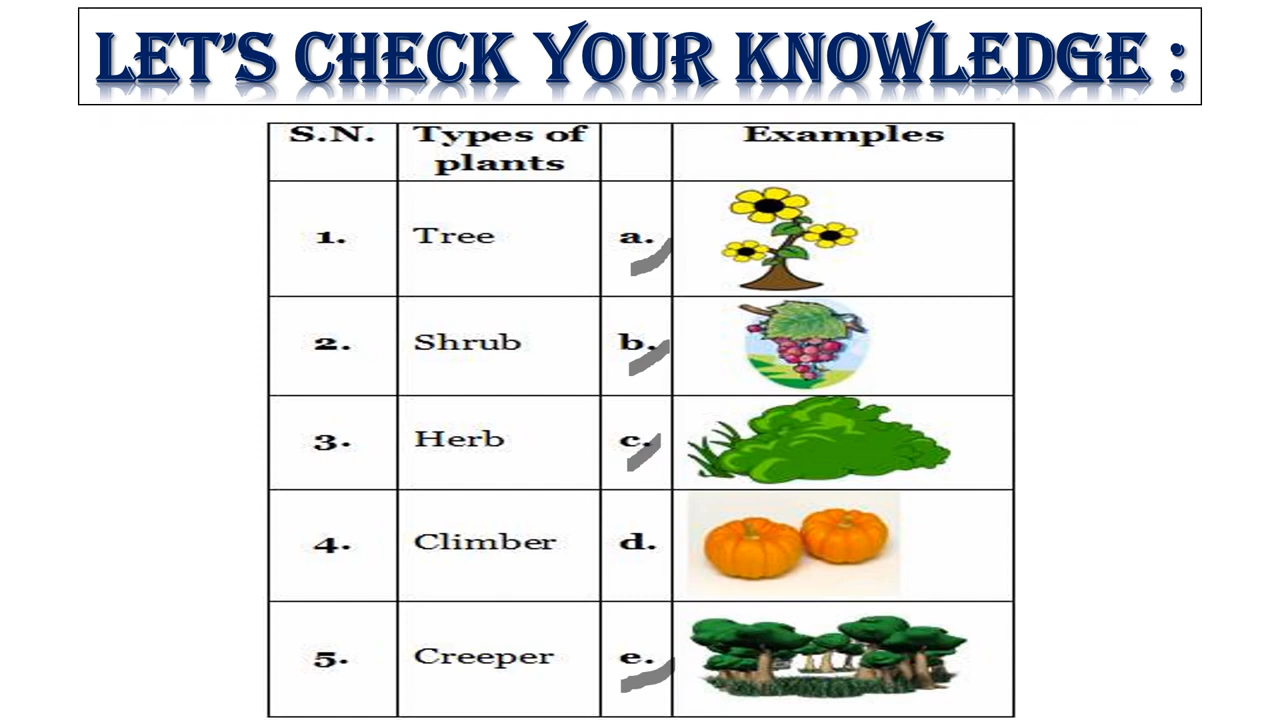 LET'S CHECK YOUR KNOWLEDGE :
S.N. Types of plants Examples
1. Tree a.
2. Shrub b.
3. Herb c.
4. Climber d.
5. Creeper e.